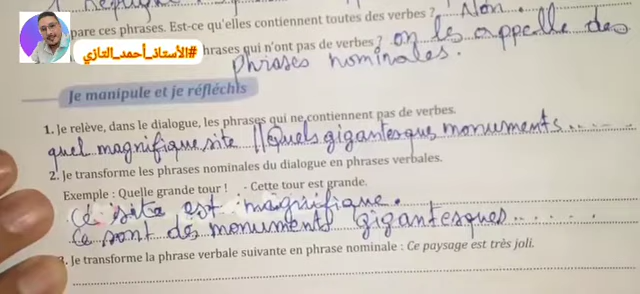 pare ces phrases. Est-ce qu'elles contiennent toutes des verbes ? Non.
#الأستاذ_أحمد_التازي
hrases qui n'ont pas de verbes ? on les appelle des
phrases nominales.
Je manipule et je réfléchis
1. Je relève, dans le dialogue, les phrases qui ne contiennent pas de verbes.
quel magnifique site || Quels gigantesques monuments
2. Je transforme les phrases nominales du dialogue en phrases verbales.
Exemple : Quelle grande tour ! - Cette tour est grande.
Ce site est magnifique.
Ce sont des monuments gigantesques
3. Je transforme la phrase verbale suivante en phrase nominale : Ce paysage est très joli.